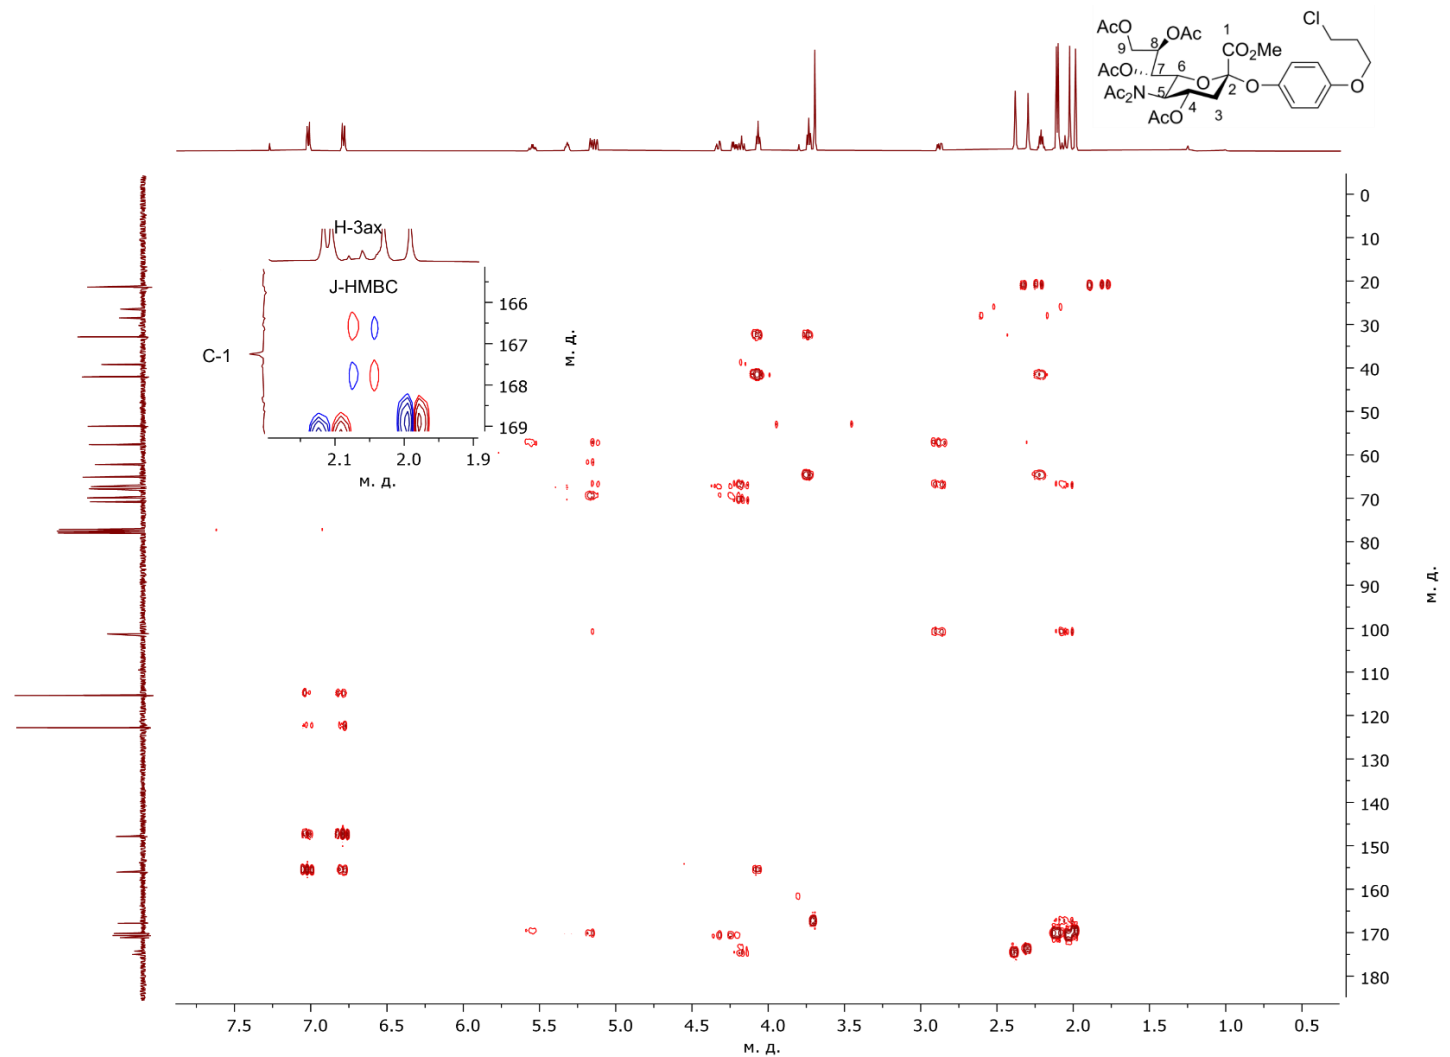 Cl
AcO
OAc
9
8
1
CO₂Me
6
AcO
7
O
Ac₂N
5
2
O
O
4
3
AcO
H-3ax
J-HMBC
C-1
166
167
168
169
м. д.
2.1
2.0
1.9
м. д.
0
10
20
30
40
50
60
70
80
90
100
110
120
130
140
150
160
170
180
м. д.
7.5
7.0
6.5
6.0
5.5
5.0
4.5
4.0
3.5
3.0
2.5
2.0
1.5
1.0
0.5
м. д.